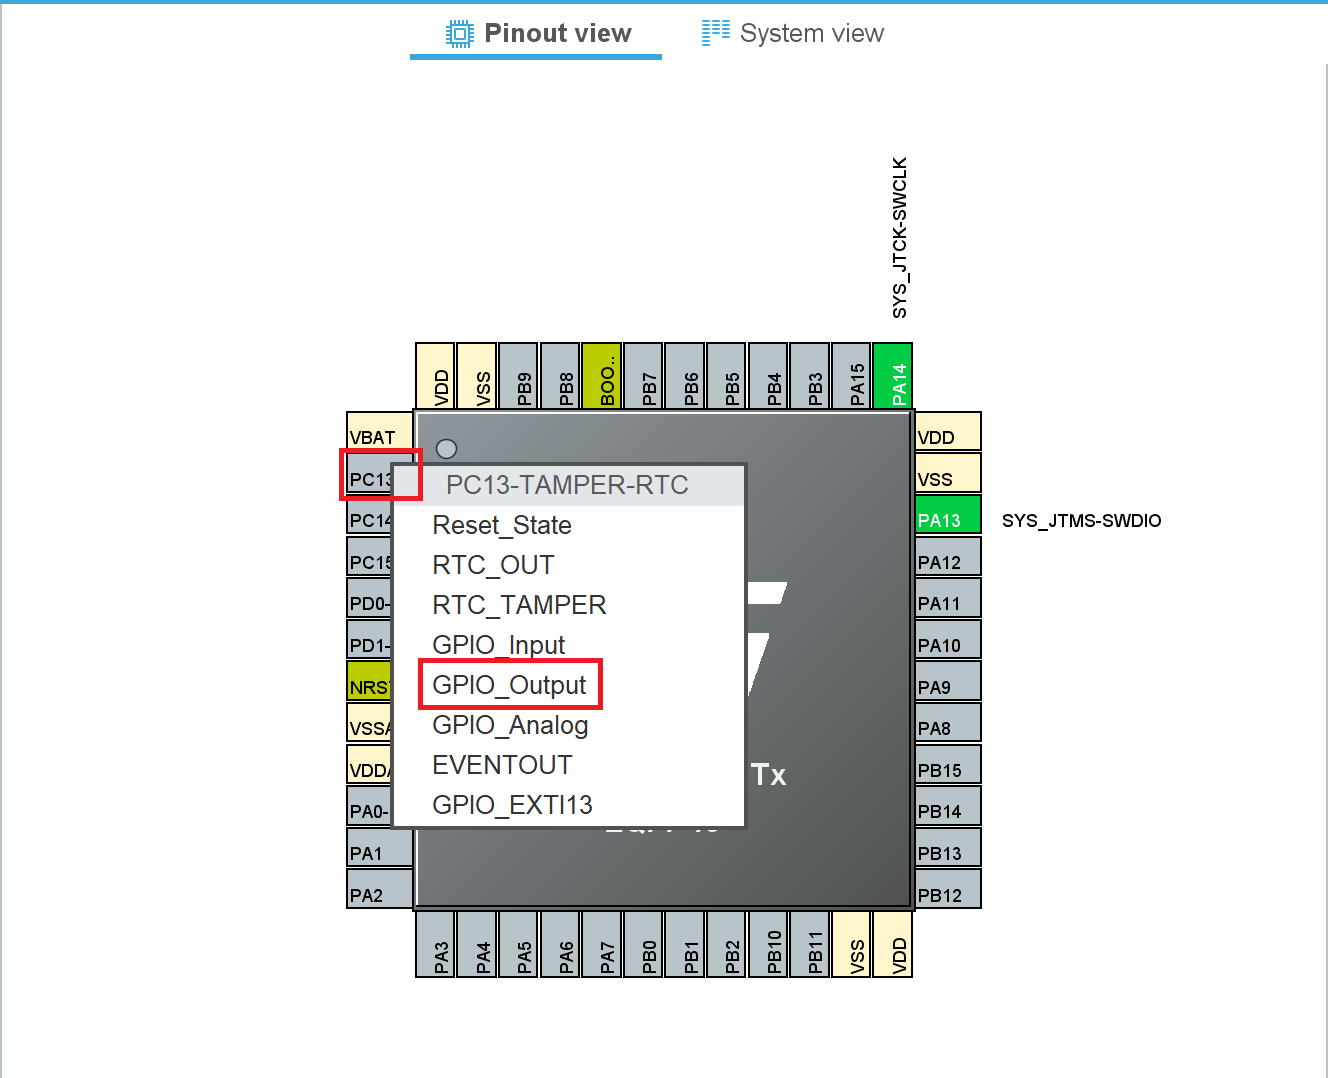 Pinout view
System view
SYS_JTCK-SWCLK
VDD
VSS
PB9
PB8
BOO..
PB7
PB6
PB5
PB4
PB3
PA15
PA14
VBAT
PC13
PC14
PC15
PD0-
PD1-
NRST
VSSA
VDDA
PA0-
PA1
PA2
PC13-TAMPER-RTC
Reset_State
RTC_OUT
RTC_TAMPER
GPIO_Input
GPIO_Output
GPIO_Analog
EVENTOUT
GPIO_EXTI13
Tx
VDD
VSS
PA13
SYS_JTMS-SWDIO
PA12
PA11
PA10
PA9
PA8
PB15
PB14
PB13
PB12
PA3
PA4
PA5
PA6
PA7
PB0
PB1
PB2
PB10
PB11
VSS
VDD